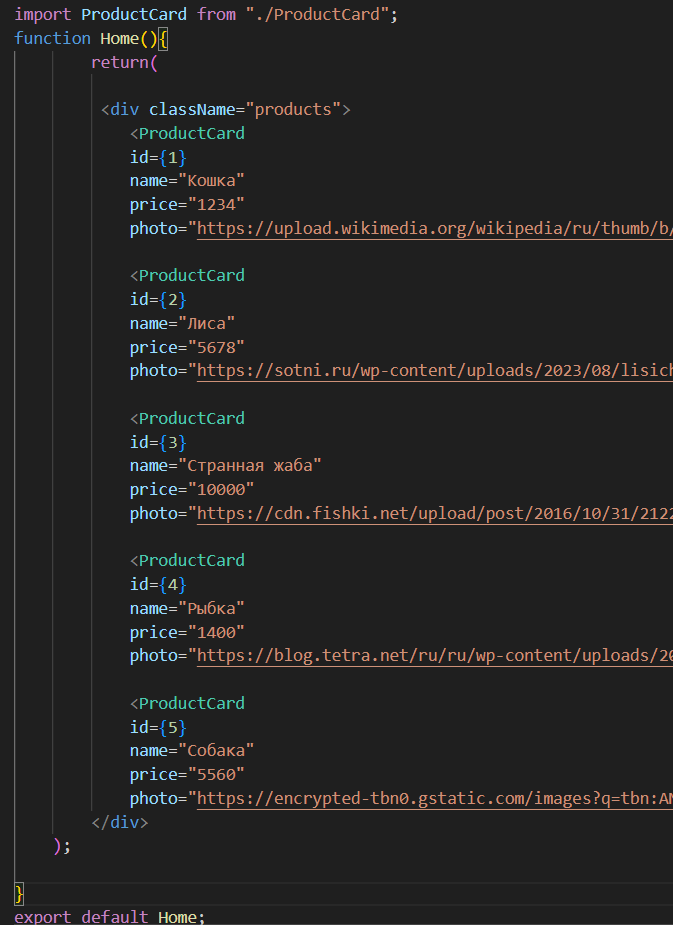 import ProductCard from "./ProductCard";
function Home(){
return(
<div className="products">
<ProductCard
id={1}
name="Кошка"
price="1234"
photo="https://upload.wikimedia.org/wikipedia/ru/thumb/b/
<ProductCard
id={2}
name="Лиса"
price="5678"
photo="https://sotni.ru/wp-content/uploads/2023/08/lisich
<ProductCard
id={3}
name="Странная жаба"
price="10000"
photo="https://cdn.fishki.net/upload/post/2016/10/31/2122
<ProductCard
id={4}
name="Рыбка"
price="1400"
photo="https://blog.tetra.net/ru/ru/wp-content/uploads/20
<ProductCard
id={5}
name="Собака"
price="5560"
photo="https://encrypted-tbn0.gstatic.com/images?q=tbn:AN
</div>
);
}
export default Home;